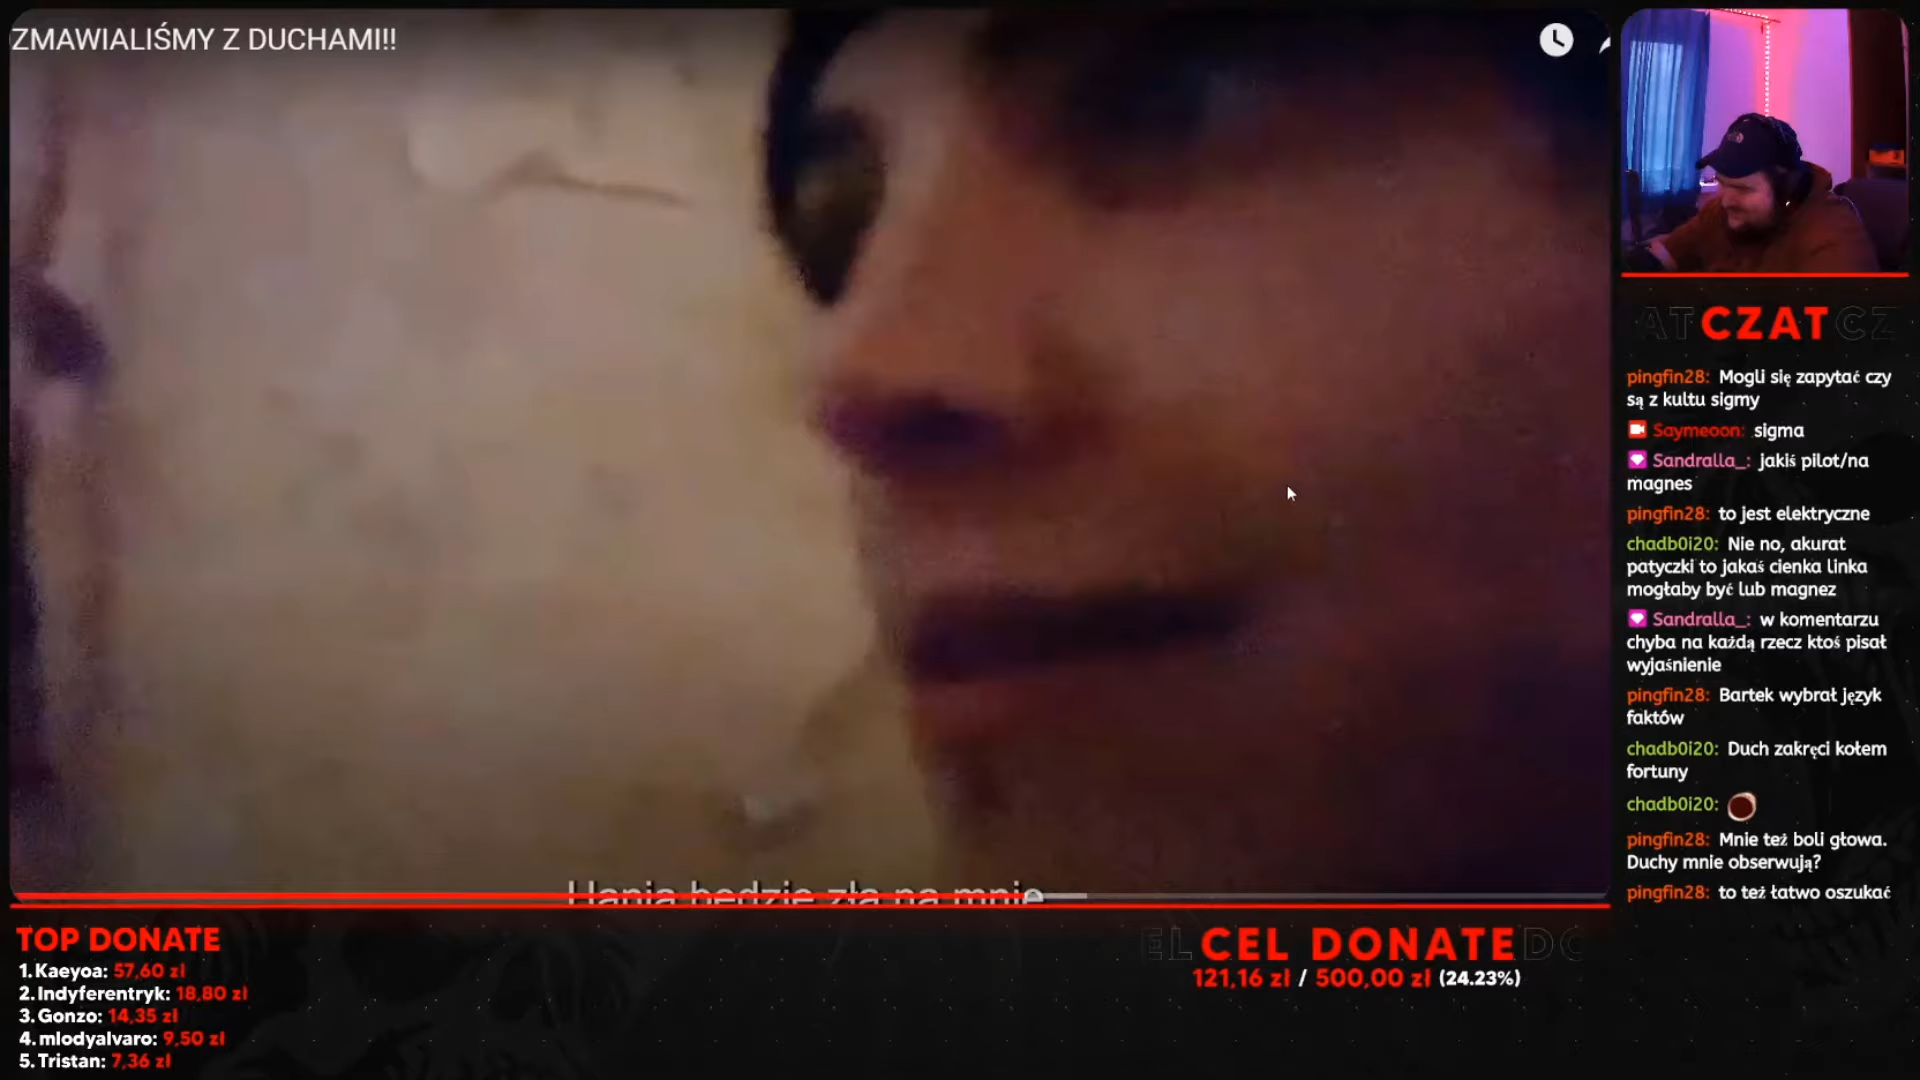 ZMAWIALIŚMY Z DUCHAMI!!
Hania będzie zła na mnie
CZAT
pingfin28: Mogli się zapytać czy
są z kultu sigmy
Saymeoon: sigma
Sandralla_: jakiś pilot/na
magnes
pingfin28: to jest elektryczne
chadb0i20: Nie no, akurat
patyczki to jakaś cienka linka
mogłaby być lub magnez
Sandralla_: w komentarzu
chyba na każdą rzecz ktoś pisał
wyjaśnienie
pingfin28: Bartek wybrał język
faktów
chadb0i20: Duch zakręci kołem
fortuny
chadb0i20:
pingfin28: Mnie też boli głowa.
Duchy mnie obserwują?
pingfin28: to też łatwo oszukać
TOP DONATE
1. Kaeyoa: 57,60 zł
2. Indyferentryk: 18,80 zł
3. Gonzo: 14,35 zł
4. mlodyalvaro: 9,50 zł
5. Tristan: 7,36 zł
EL CEL DONATE DO
121,16 zł / 500,00 zł (24.23%)